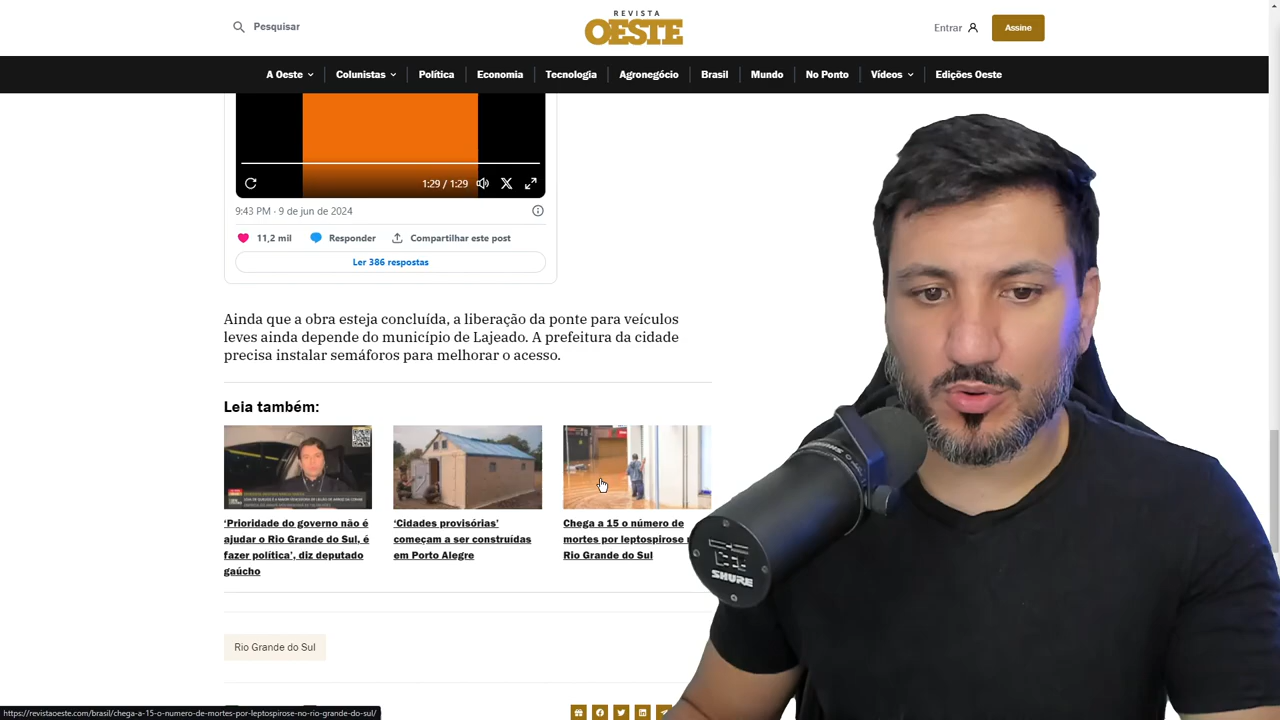 Pesquisar
REVISTA
OESTE
Entrar
Assine
A Oeste
Colunistas
Política
Economia
Tecnologia
Agronegócio
Brasil
Mundo
No Ponto
Vídeos
Edições Oeste
1:29 / 1:29
9:43 PM · 9 de jun de 2024
11,2 mil
Responder
Compartilhar este post
Ler 386 respostas
Ainda que a obra esteja concluída, a liberação da ponte para veículos
leves ainda depende do município de Lajeado. A prefeitura da cidade
precisa instalar semáforos para melhorar o acesso.
Leia também:
‘Prioridade do governo não é
ajudar o Rio Grande do Sul, é
fazer política’, diz deputado
gaúcho
‘Cidades provisórias’
começam a ser construídas
em Porto Alegre
Chega a 15 o número de
mortes por leptospirose
Rio Grande do Sul
Rio Grande do Sul
SHURE
https://revistaoeste.com/brasil/chega-a-15-o-numero-de-mortes-por-leptospirose-no-rio-grande-do-sul/